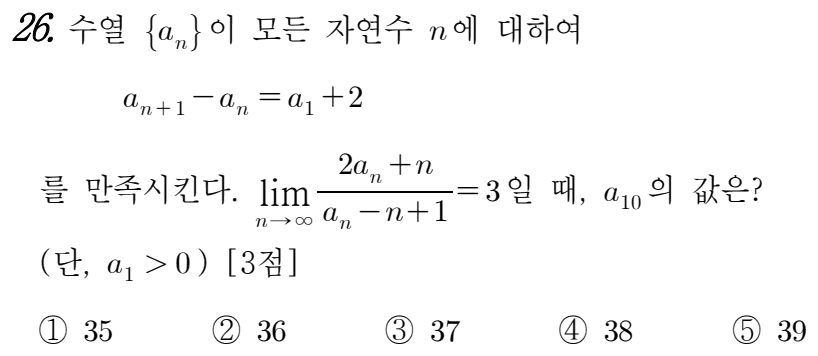 26. 수열 {aₙ}이 모든 자연수 n에 대하여
aₙ₊₁ − aₙ = a₁ + 2
를 만족시킨다. lim_{n→∞} (2aₙ + n)/(aₙ − n + 1) = 3일 때, a₁₀의 값은?
(단, a₁ > 0) [3점]
① 35 ② 36 ③ 37 ④ 38 ⑤ 39